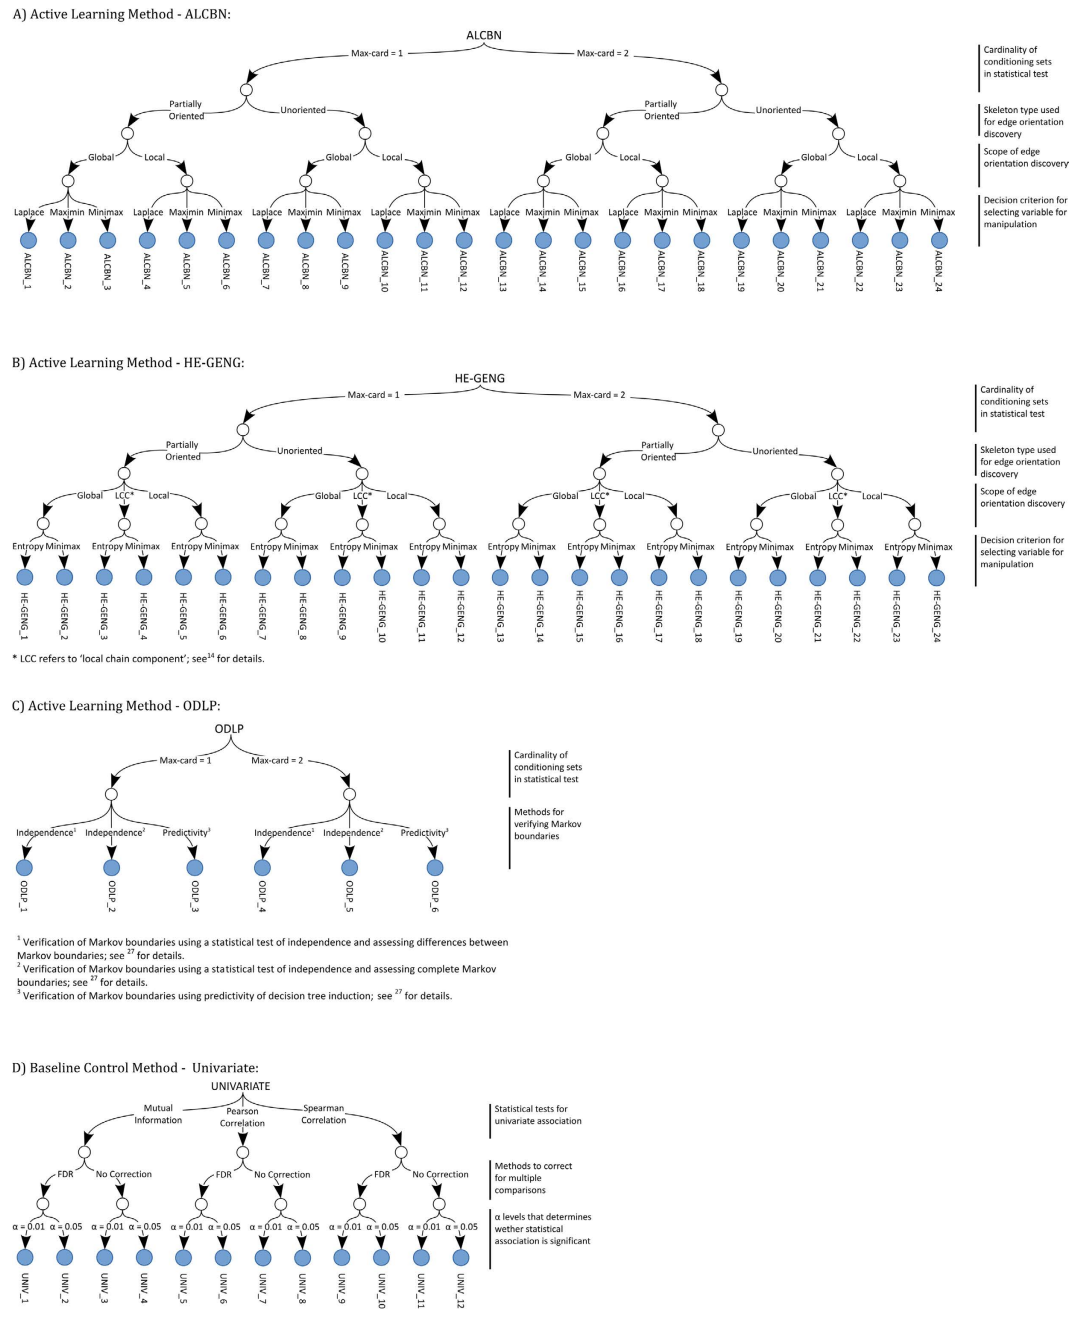 A) Active Learning Method - ALCBN:
ALCBN
Max-card = 1 Max-card = 2
Cardinality of
conditioning sets
in statistical test
Partially
Oriented
Unoriented
Partially
Oriented
Unoriented
Skeleton type used
for edge orientation
discovery
Global Local Global Local Global Local Global Local
Scope of edge
orientation discovery
Laplace Maximin Minimax Laplace Maximin Minimax Laplace Maximin Minimax Laplace Maximin Minimax Laplace Maximin Minimax Laplace Maximin Minimax Laplace Maximin Minimax Laplace Maximin Minimax
Decision criterion for
selecting variable for
manipulation
ALCBN_1 ALCBN_2 ALCBN_3 ALCBN_4 ALCBN_5 ALCBN_6 ALCBN_7 ALCBN_8 ALCBN_9 ALCBN_10 ALCBN_11 ALCBN_12 ALCBN_13 ALCBN_14 ALCBN_15 ALCBN_16 ALCBN_17 ALCBN_18 ALCBN_19 ALCBN_20 ALCBN_21 ALCBN_22 ALCBN_23 ALCBN_24
B) Active Learning Method - HE-GENG:
HE-GENG
Max-card = 1 Max-card = 2
Cardinality of
conditioning sets
in statistical test
Partially
Oriented
Unoriented
Partially
Oriented
Unoriented
Skeleton type used
for edge orientation
discovery
Global LCC* Local Global LCC* Local Global LCC* Local Global LCC* Local
Scope of edge
orientation discovery
Entropy Minimax Entropy Minimax Entropy Minimax Entropy Minimax Entropy Minimax Entropy Minimax Entropy Minimax Entropy Minimax Entropy Minimax Entropy Minimax Entropy Minimax Entropy Minimax
Decision criterion for
selecting variable for
manipulation
HE-GENG_1 HE-GENG_2 HE-GENG_3 HE-GENG_4 HE-GENG_5 HE-GENG_6 HE-GENG_7 HE-GENG_8 HE-GENG_9 HE-GENG_10 HE-GENG_11 HE-GENG_12 HE-GENG_13 HE-GENG_14 HE-GENG_15 HE-GENG_16 HE-GENG_17 HE-GENG_18 HE-GENG_19 HE-GENG_20 HE-GENG_21 HE-GENG_22 HE-GENG_23 HE-GENG_24
* LCC refers to ‘local chain component’; see14 for details.
C) Active Learning Method - ODLP:
ODLP
Max-card = 1 Max-card = 2
Cardinality of
conditioning sets
in statistical test
Independence1 Independence2 Predictivity3 Independence1 Independence2 Predictivity3
Methods for
verifying Markov
boundaries
ODLP_1 ODLP_2 ODLP_3 ODLP_4 ODLP_5 ODLP_6
1 Verification of Markov boundaries using a statistical test of independence and assessing differences between
Markov boundaries; see 27 for details.
2 Verification of Markov boundaries using a statistical test of independence and assessing complete Markov
boundaries; see 27 for details.
3 Verification of Markov boundaries using predictivity of decision tree induction; see 27 for details.
D) Baseline Control Method - Univariate:
UNIVARIATE
Mutual
Information
Pearson
Correlation
Spearman
Correlation
Statistical tests for
univariate association
FDR No Correction FDR No Correction FDR No Correction
Methods to correct
for multiple
comparisons
α = 0.01 α = 0.05 α = 0.01 α = 0.05 α = 0.01 α = 0.05 α = 0.01 α = 0.05 α = 0.01 α = 0.05 α = 0.01 α = 0.05
α levels that determines
wether statistical
association is significant
UNIV_1 UNIV_2 UNIV_3 UNIV_4 UNIV_5 UNIV_6 UNIV_7 UNIV_8 UNIV_9 UNIV_10 UNIV_11 UNIV_12